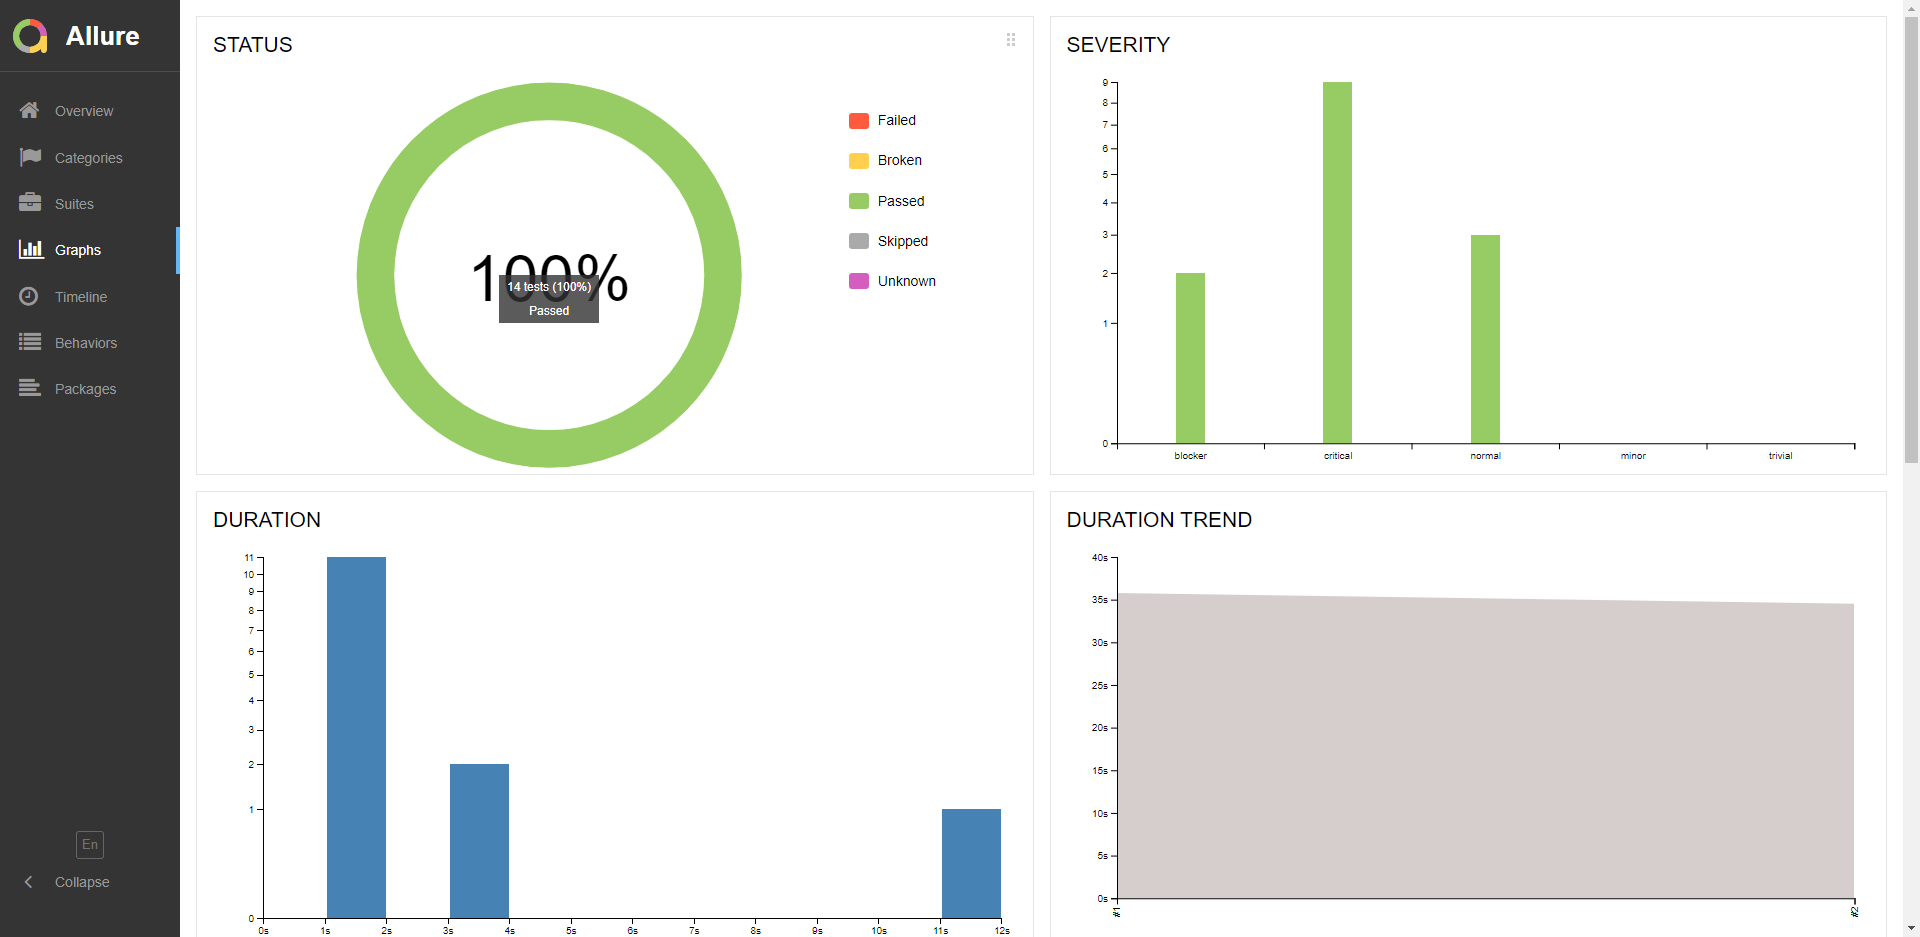 Allure
Overview
Categories
Suites
Graphs
Timeline
Behaviors
Packages
En
Collapse
STATUS
100%
14 tests (100%)
Passed
Failed
Broken
Passed
Skipped
Unknown
SEVERITY
9
8
7
6
5
4
3
2
1
0
blocker critical normal minor trivial
DURATION
11
10
9
8
7
6
5
4
3
2
1
0
0s 1s 2s 3s 4s 5s 6s 7s 8s 9s 10s 11s 12s
DURATION TREND
40s
35s
30s
25s
20s
15s
10s
5s
0s
#1 #2